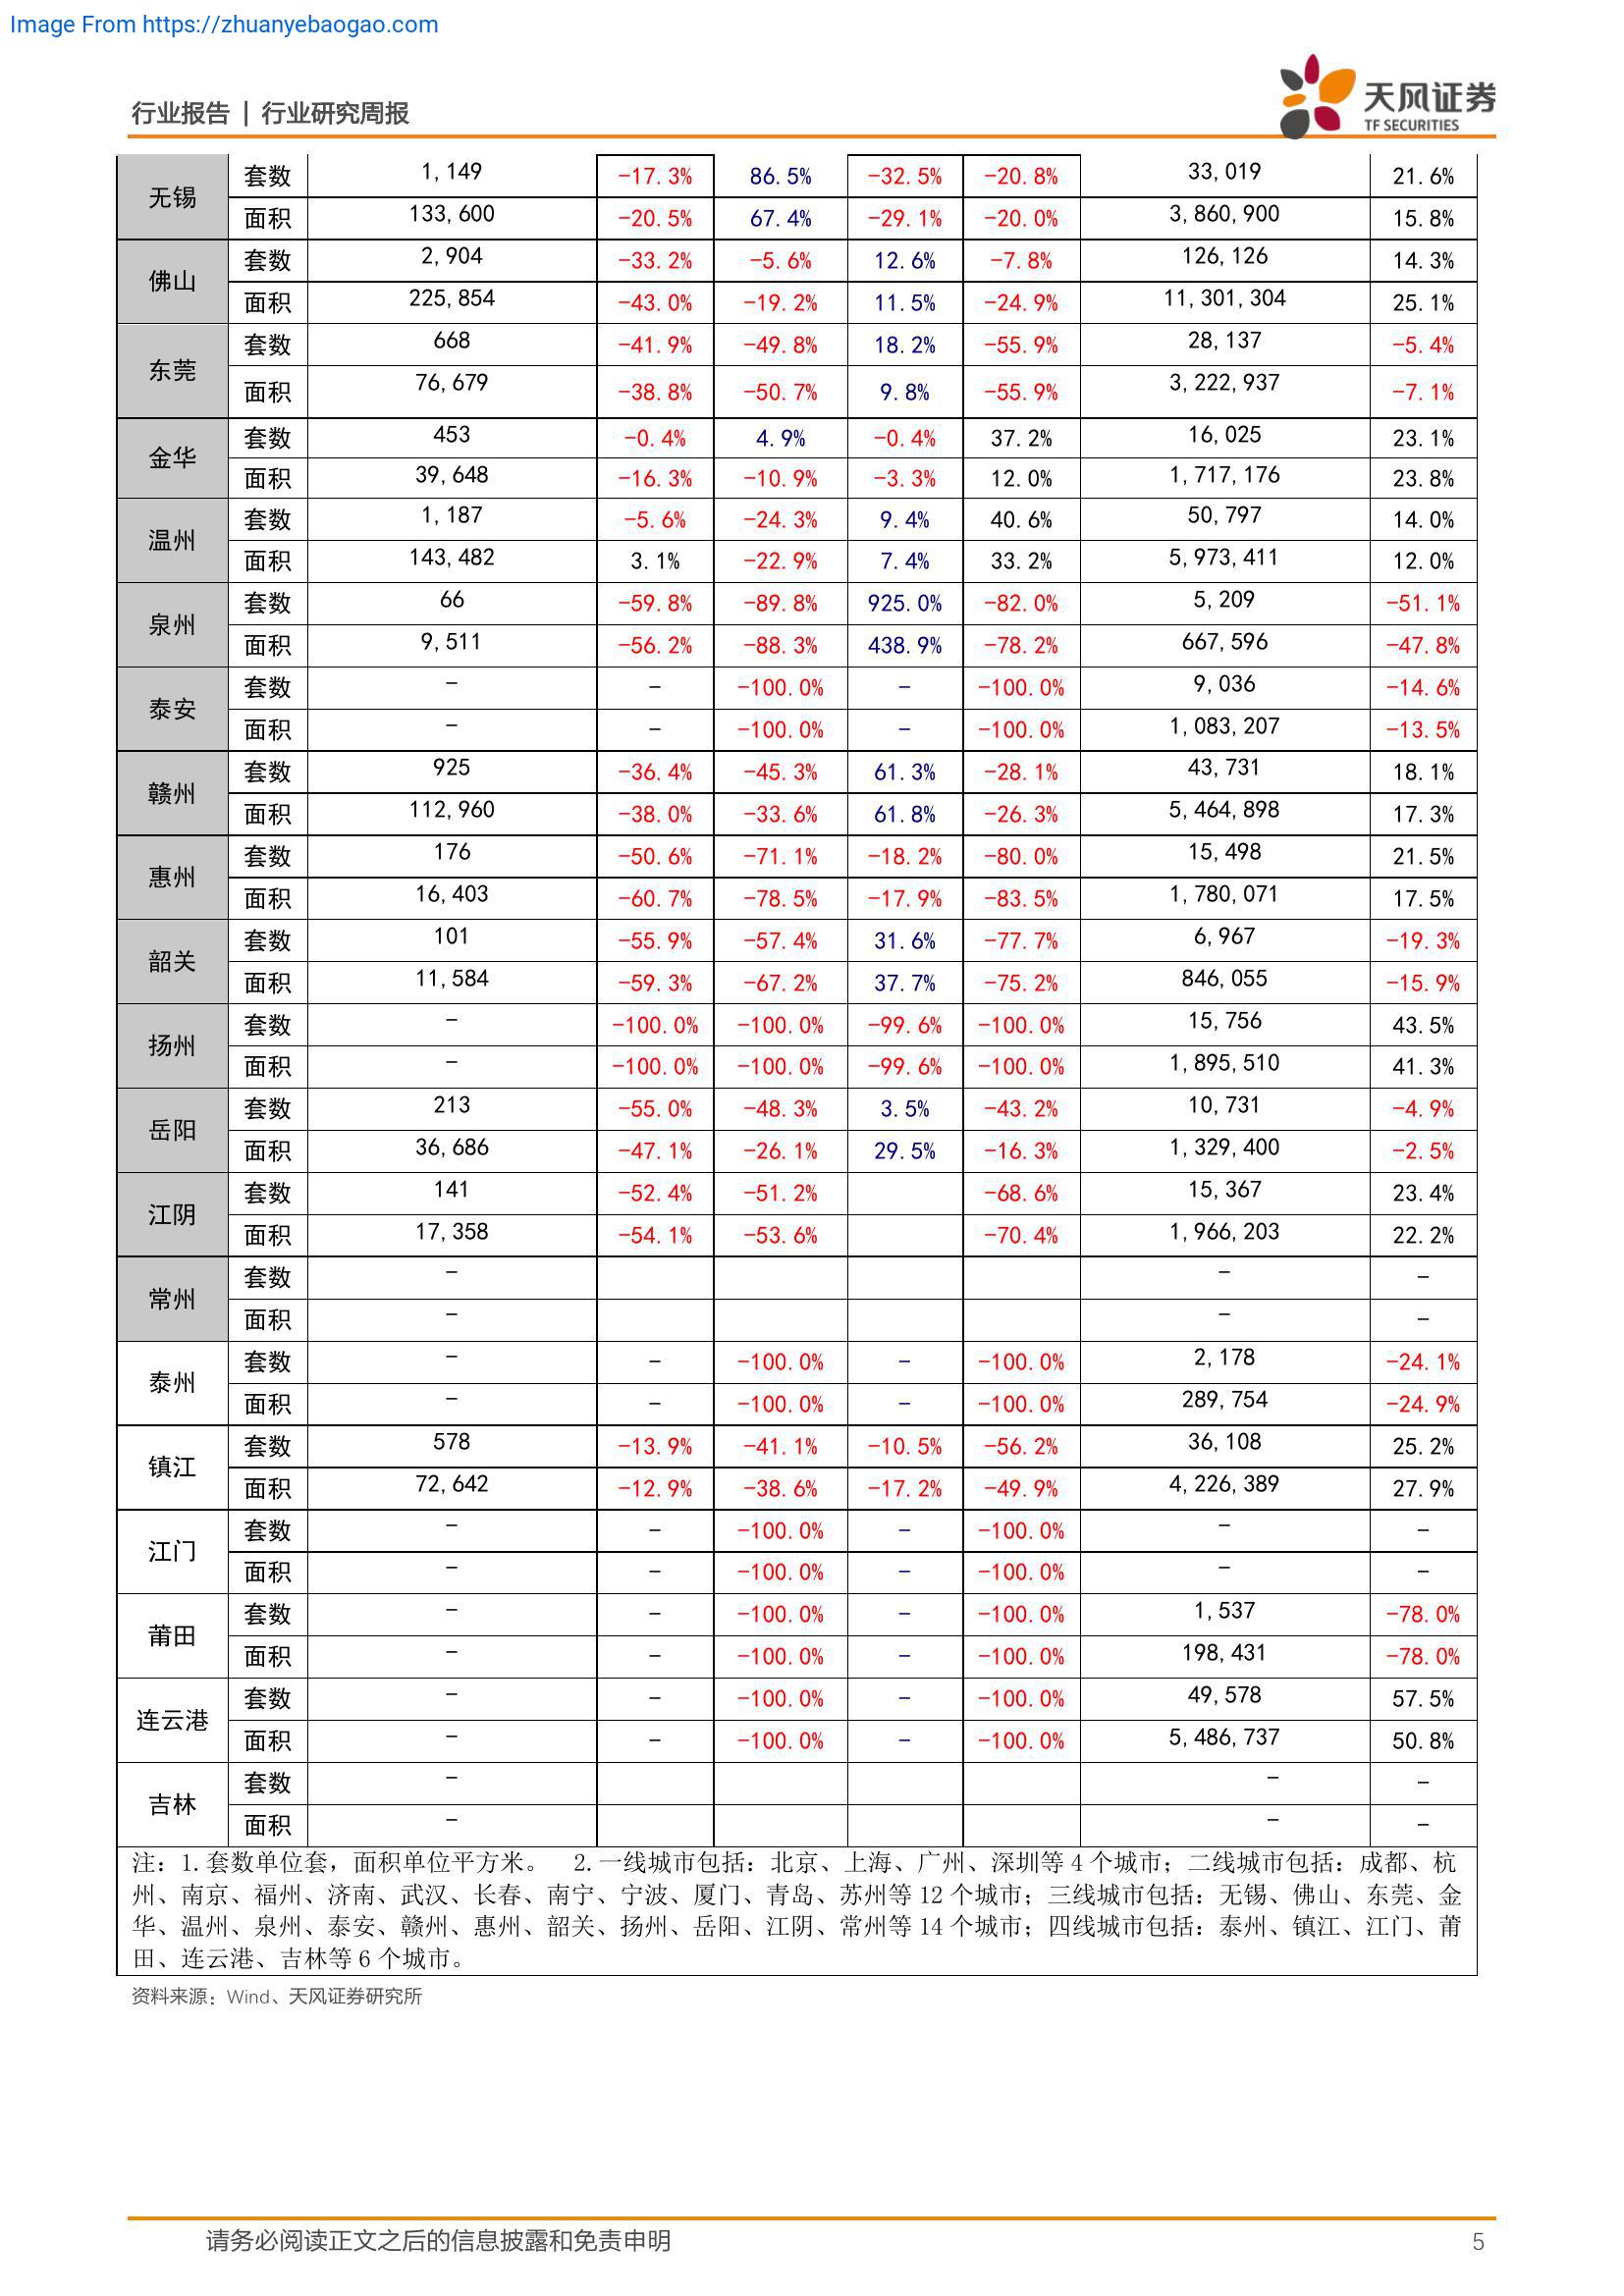 Image From https://zhuanyebaogao.com
行业报告 | 行业研究周报
天风证券
TF SECURITIES
无锡 套数 1,149 -17.3% 86.5% -32.5% -20.8% 33,019 21.6%
面积 133,600 -20.5% 67.4% -29.1% -20.0% 3,860,900 15.8%
佛山 套数 2,904 -33.2% -5.6% 12.6% -7.8% 126,126 14.3%
面积 225,854 -43.0% -19.2% 11.5% -24.9% 11,301,304 25.1%
东莞 套数 668 -41.9% -49.8% 18.2% -55.9% 28,137 -5.4%
面积 76,679 -38.8% -50.7% 9.8% -55.9% 3,222,937 -7.1%
金华 套数 453 -0.4% 4.9% -0.4% 37.2% 16,025 23.1%
面积 39,648 -16.3% -10.9% -3.3% 12.0% 1,717,176 23.8%
温州 套数 1,187 -5.6% -24.3% 9.4% 40.6% 50,797 14.0%
面积 143,482 3.1% -22.9% 7.4% 33.2% 5,973,411 12.0%
泉州 套数 66 -59.8% -89.8% 925.0% -82.0% 5,209 -51.1%
面积 9,511 -56.2% -88.3% 438.9% -78.2% 667,596 -47.8%
泰安 套数 - - -100.0% - -100.0% 9,036 -14.6%
面积 - - -100.0% - -100.0% 1,083,207 -13.5%
赣州 套数 925 -36.4% -45.3% 61.3% -28.1% 43,731 18.1%
面积 112,960 -38.0% -33.6% 61.8% -26.3% 5,464,898 17.3%
惠州 套数 176 -50.6% -71.1% -18.2% -80.0% 15,498 21.5%
面积 16,403 -60.7% -78.5% -17.9% -83.5% 1,780,071 17.5%
韶关 套数 101 -55.9% -57.4% 31.6% -77.7% 6,967 -19.3%
面积 11,584 -59.3% -67.2% 37.7% -75.2% 846,055 -15.9%
扬州 套数 - -100.0% -100.0% -99.6% -100.0% 15,756 43.5%
面积 - -100.0% -100.0% -99.6% -100.0% 1,895,510 41.3%
岳阳 套数 213 -55.0% -48.3% 3.5% -43.2% 10,731 -4.9%
面积 36,686 -47.1% -26.1% 29.5% -16.3% 1,329,400 -2.5%
江阴 套数 141 -52.4% -51.2% -68.6% 15,367 23.4%
面积 17,358 -54.1% -53.6% -70.4% 1,966,203 22.2%
常州 套数 - - -
面积 - - -
泰州 套数 - - -100.0% - -100.0% 2,178 -24.1%
面积 - - -100.0% - -100.0% 289,754 -24.9%
镇江 套数 578 -13.9% -41.1% -10.5% -56.2% 36,108 25.2%
面积 72,642 -12.9% -38.6% -17.2% -49.9% 4,226,389 27.9%
江门 套数 - - -100.0% - -100.0% - -
面积 - - -100.0% - -100.0% - -
莆田 套数 - - -100.0% - -100.0% 1,537 -78.0%
面积 - - -100.0% - -100.0% 198,431 -78.0%
连云港 套数 - - -100.0% - -100.0% 49,578 57.5%
面积 - - -100.0% - -100.0% 5,486,737 50.8%
吉林 套数 - - -
面积 - - -
注：1.套数单位套，面积单位平方米。 2.一线城市包括：北京、上海、广州、深圳等 4 个城市；二线城市包括：成都、杭
州、南京、福州、济南、武汉、长春、南宁、宁波、厦门、青岛、苏州等 12 个城市；三线城市包括：无锡、佛山、东莞、金
华、温州、泉州、泰安、赣州、惠州、韶关、扬州、岳阳、江阴、常州等 14 个城市；四线城市包括：泰州、镇江、江门、莆
田、连云港、吉林等 6 个城市。
资料来源：Wind、天风证券研究所
请务必阅读正文之后的信息披露和免责申明 5